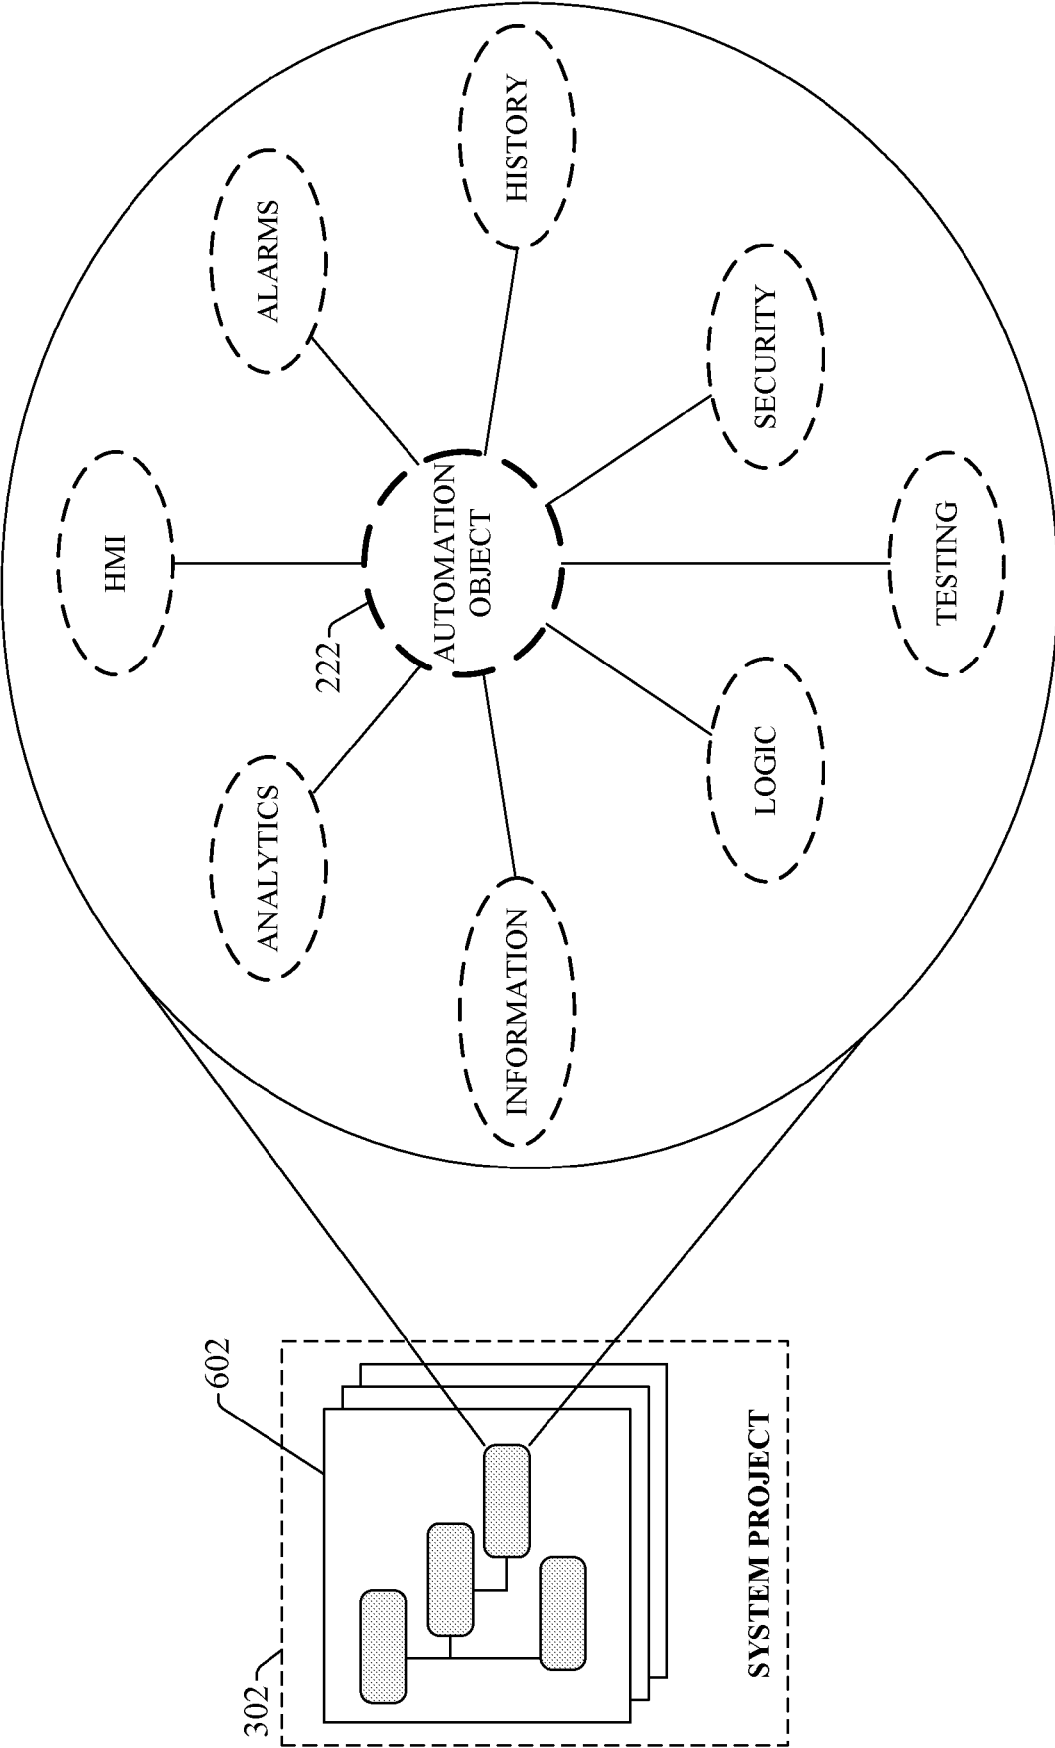 302
602
SYSTEM PROJECT
222
AUTOMATION
OBJECT
HMI
ALARMS
HISTORY
SECURITY
TESTING
LOGIC
INFORMATION
ANALYTICS